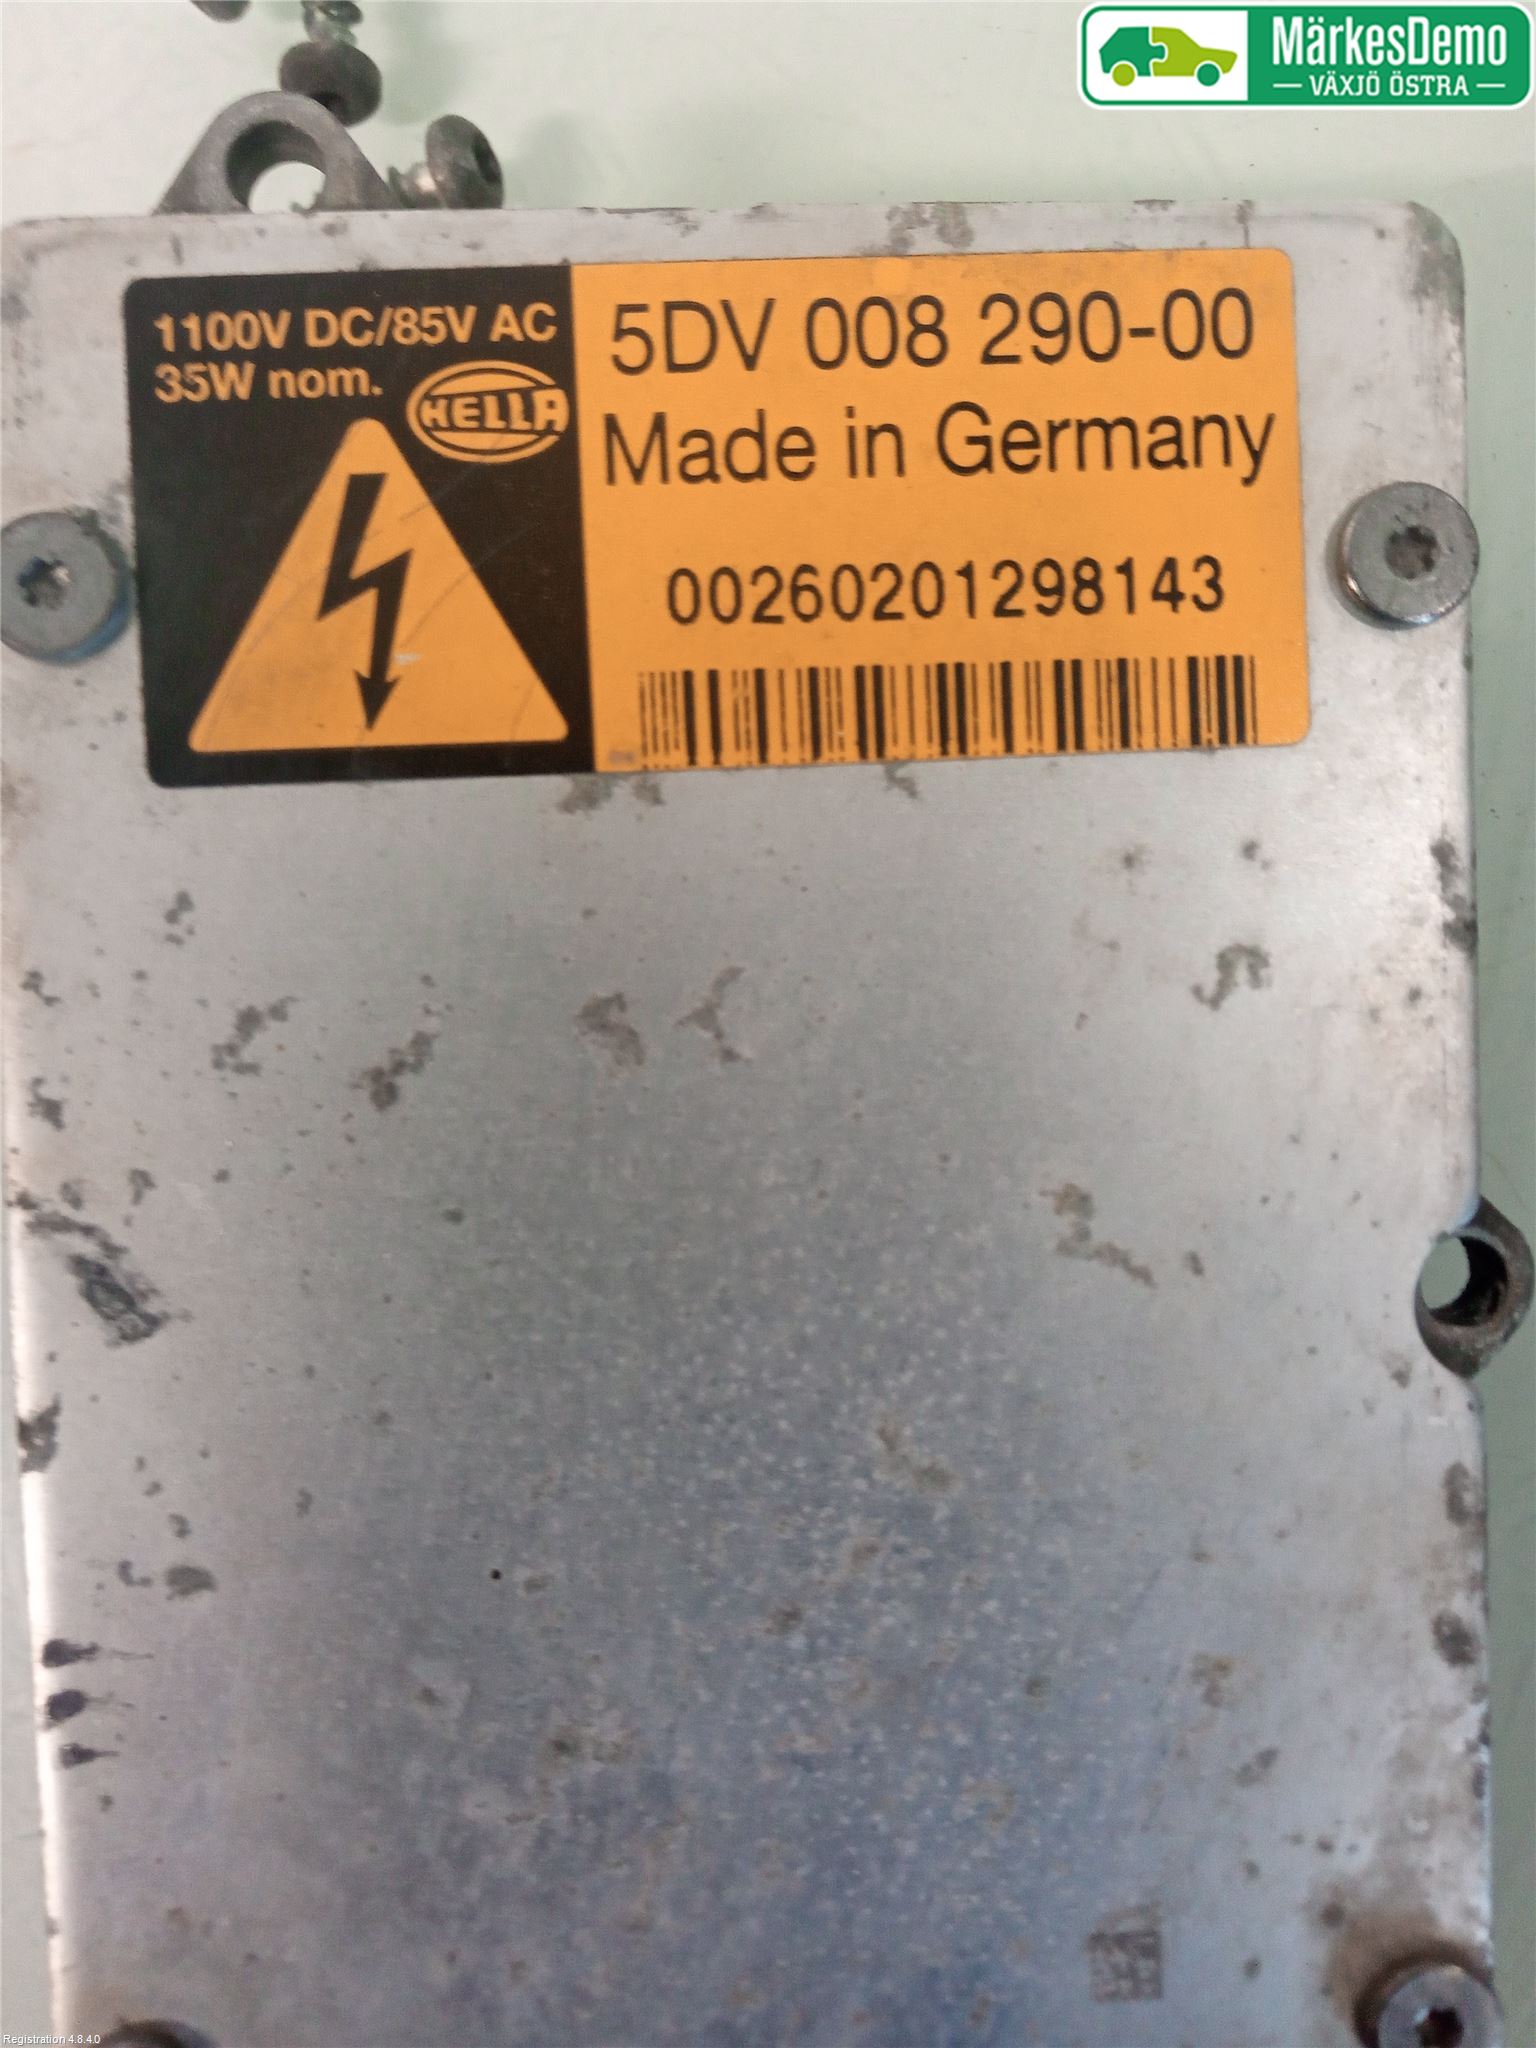 MärkesDemo
VÄXJÖ ÖSTRA
1100V DC/85V AC
35W nom.
HELLA
5DV 008 290-00
Made in Germany
00260201298143
Registration 4.8.4.0